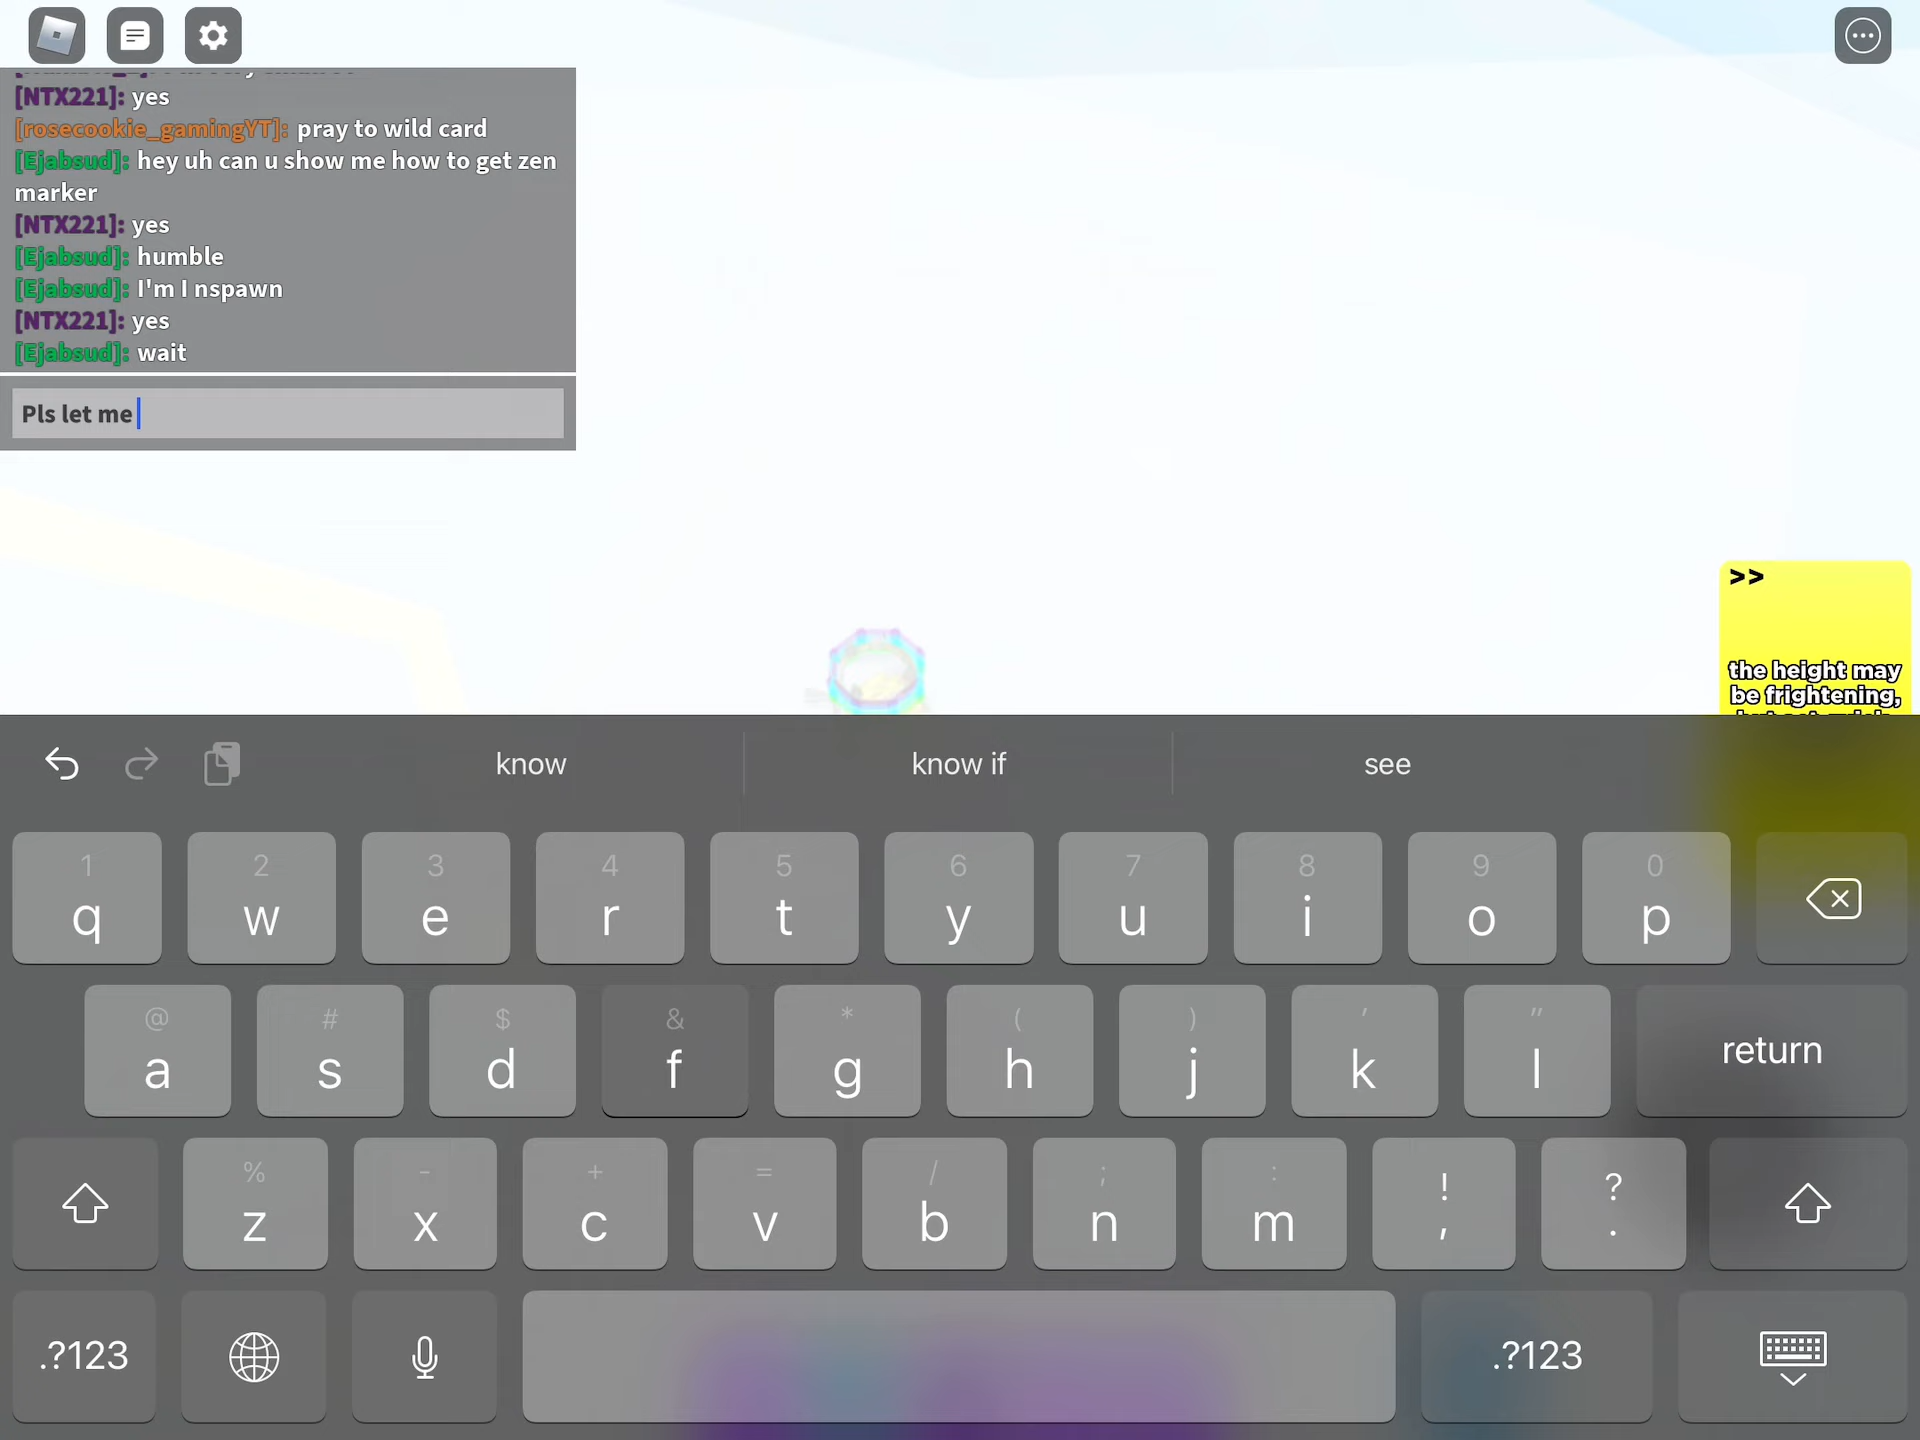 [NTX221]: yes
[rosecookie_gamingYT]: pray to wild card
[Ejabsud]: hey uh can u show me how to get zen
marker
[NTX221]: yes
[Ejabsud]: humble
[Ejabsud]: I'm I nspawn
[NTX221]: yes
[Ejabsud]: wait
Pls let me
>>
the height may
be frightening,
know
know if
see
1 2 3 4 5 6 7 8 9 0
q w e r t y u i o p
@ # $ & * ( ) ' "
a s d f g h j k l return
% - + = / ; : ! ?
z x c v b n m , .
.?123 .?123